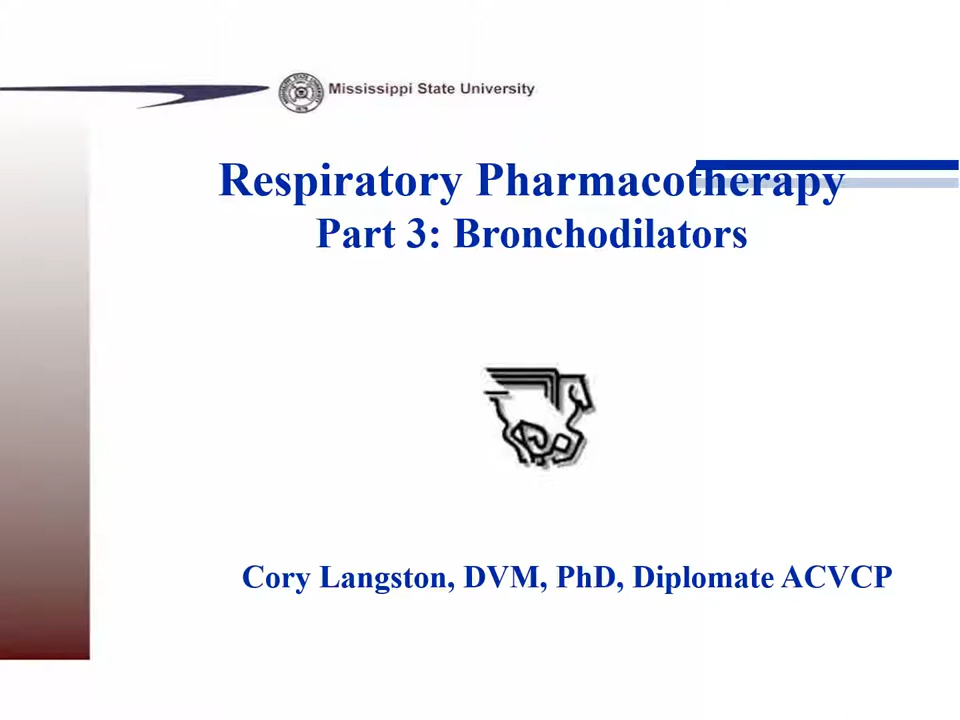 Mississippi State University
Respiratory Pharmacotherapy
Part 3: Bronchodilators
Cory Langston, DVM, PhD, Diplomate ACVCP